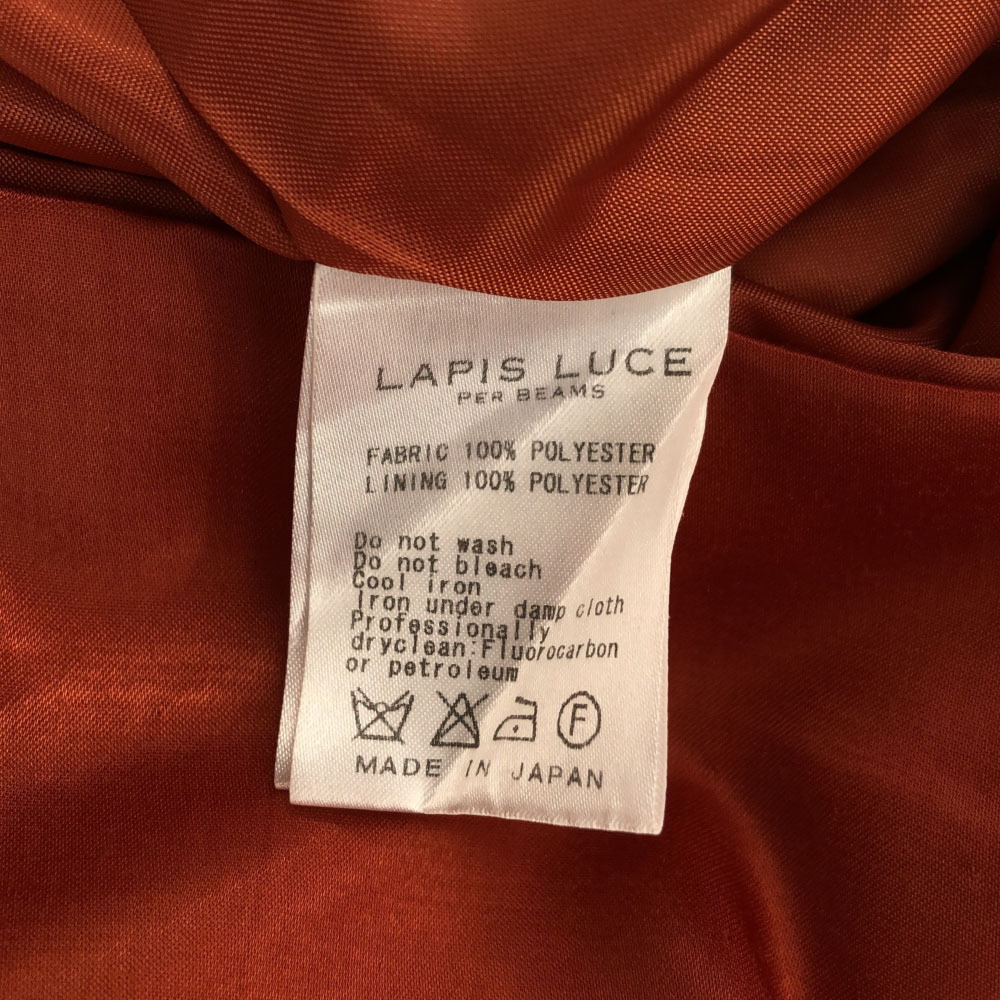 LAPIS LUCE
PER BEAMS
FABRIC 100% POLYESTER
LINING 100% POLYESTER
Do not wash
Do not bleach
Cool iron
Iron under damp cloth
Professionally
dryclean:Fluorocarbon
or petroleum
F
MADE IN JAPAN